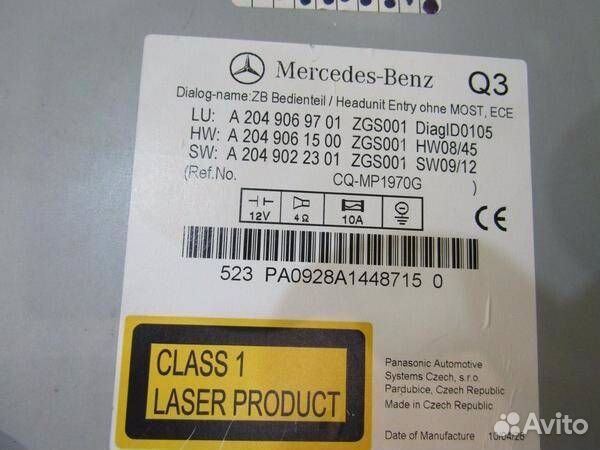 Mercedes-Benz Q3
Dialog-name:ZB Bedienteil / Headunit Entry ohne MOST, ECE
LU: A 204 906 97 01 ZGS001 DiagID0105
HW: A 204 906 15 00 ZGS001 HW08/45
SW: A 204 902 23 01 ZGS001 SW09/12
(Ref.No. CQ-MP1970G )
12V 4Ω 10A
CE
523 PA0928A1448715 0
CLASS 1
LASER PRODUCT
Panasonic Automotive
Systems Czech, s.r.o.
Pardubice, Czech Republic
Made in Czech Republic
Date of Manufacture 10/04/26
Avito